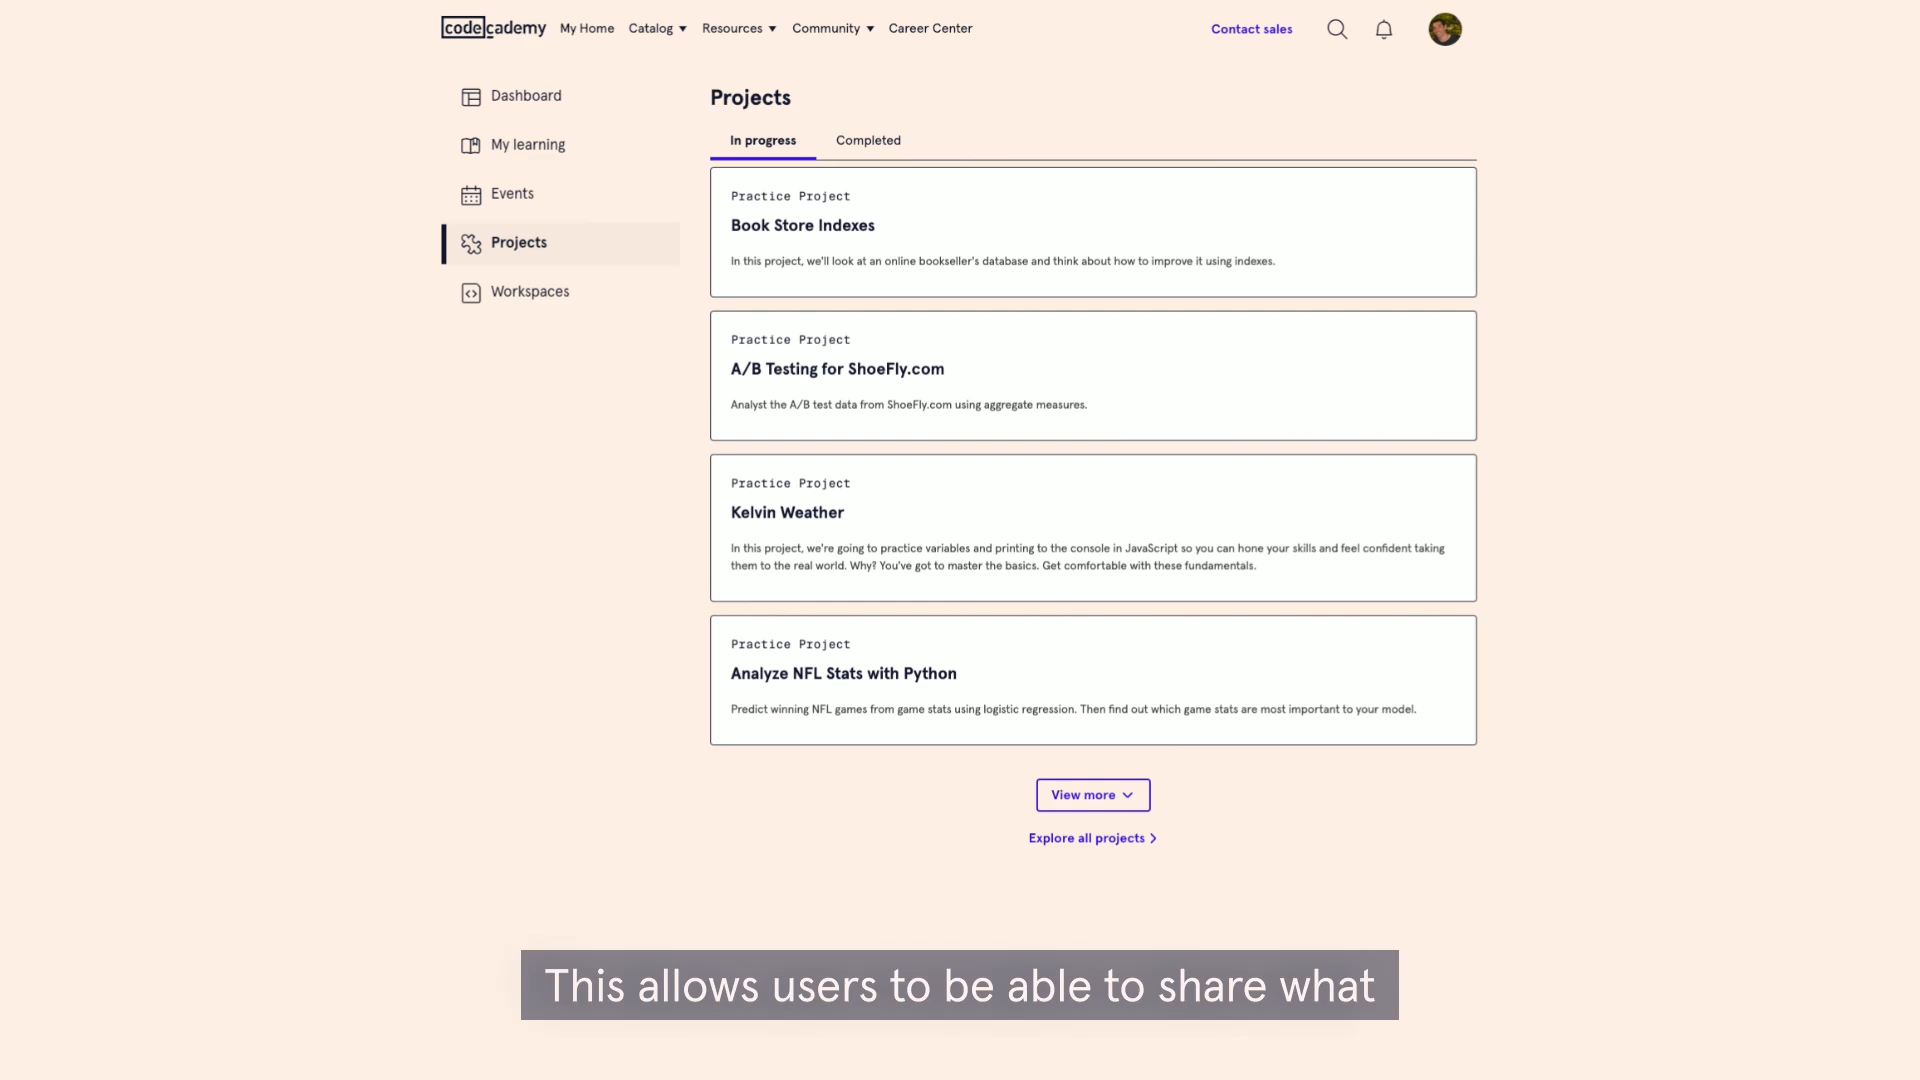 codecademy My Home Catalog Resources Community Career Center Contact sales
Dashboard
My learning
Events
Projects
Workspaces
Projects
In progress Completed
Practice Project
Book Store Indexes
In this project, we'll look at an online bookseller's database and think about how to improve it using indexes.
Practice Project
A/B Testing for ShoeFly.com
Analyst the A/B test data from ShoeFly.com using aggregate measures.
Practice Project
Kelvin Weather
In this project, we're going to practice variables and printing to the console in JavaScript so you can hone your skills and feel confident taking
them to the real world. Why? You've got to master the basics. Get comfortable with these fundamentals.
Practice Project
Analyze NFL Stats with Python
Predict winning NFL games from game stats using logistic regression. Then find out which game stats are most important to your model.
View more
Explore all projects
This allows users to be able to share what